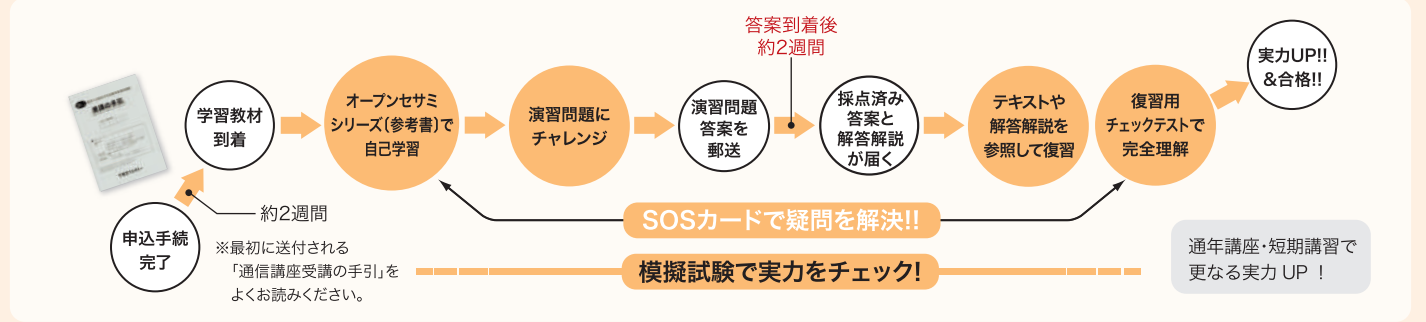 申込手続
完了
約2週間
※最初に送付される
「通信講座受講の手引」を
よくお読みください。
学習教材
到着
オープンセサミ
シリーズ〔参考書〕で
自己学習
演習問題に
チャレンジ
演習問題
答案を
郵送
答案到着後
約2週間
採点済み
答案と
解答解説
が届く
テキストや
解答解説を
参照して復習
復習用
チェックテストで
完全理解
実力UP!!
&合格!!
SOSカードで疑問を解決!!
模擬試験で実力をチェック!
通年講座・短期講習で
更なる実力 UP !